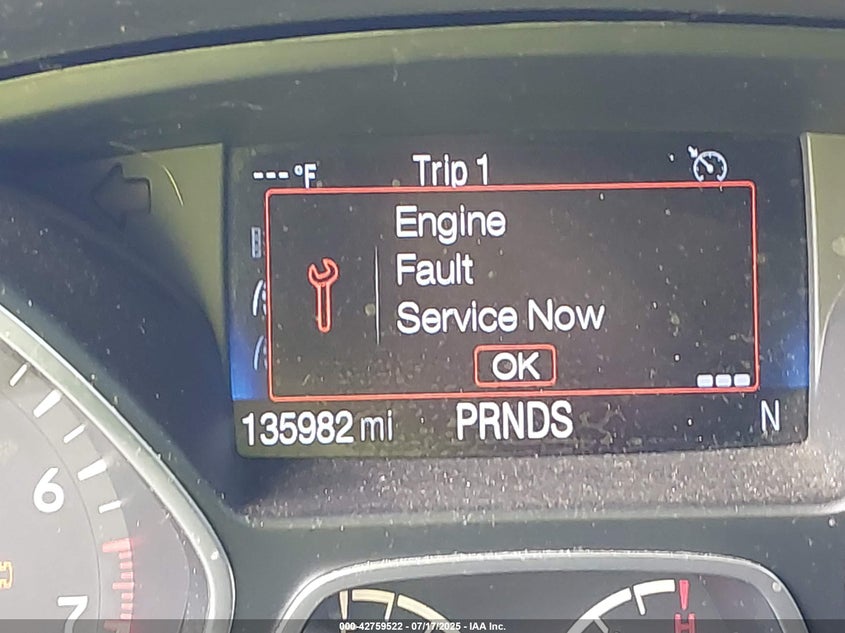 ---°F Trip 1
Engine
Fault
Service Now
OK
135982 mi PRNDS N
6
7
H
000-42759522 - 07/17/2025 - IAA Inc.